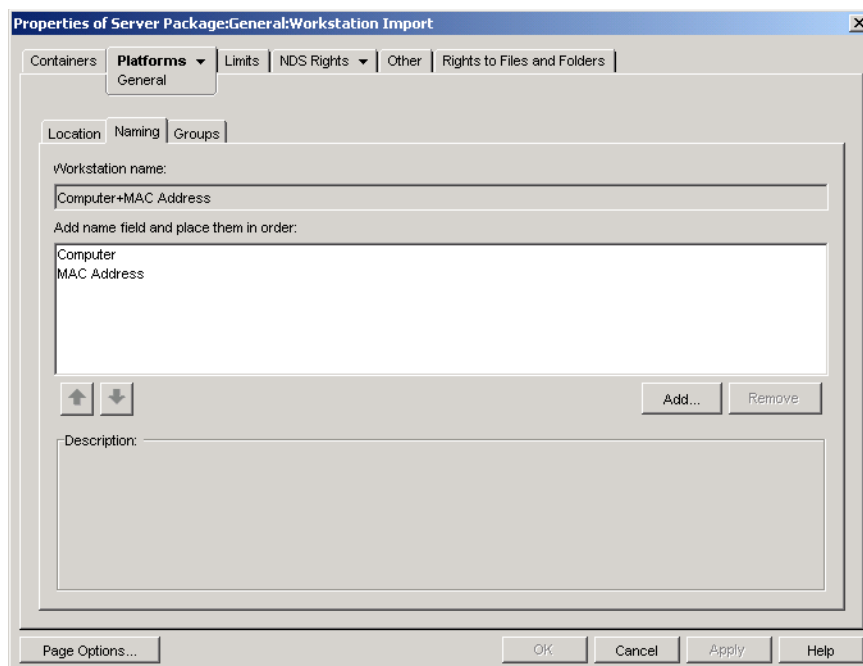 Properties of Server Package:General:Workstation Import
Containers Platforms Limits NDS Rights Other Rights to Files and Folders
General
Location Naming Groups
Workstation name:
Computer+MAC Address
Add name field and place them in order:
Computer
MAC Address
Add... Remove
Description:
Page Options... OK Cancel Apply Help